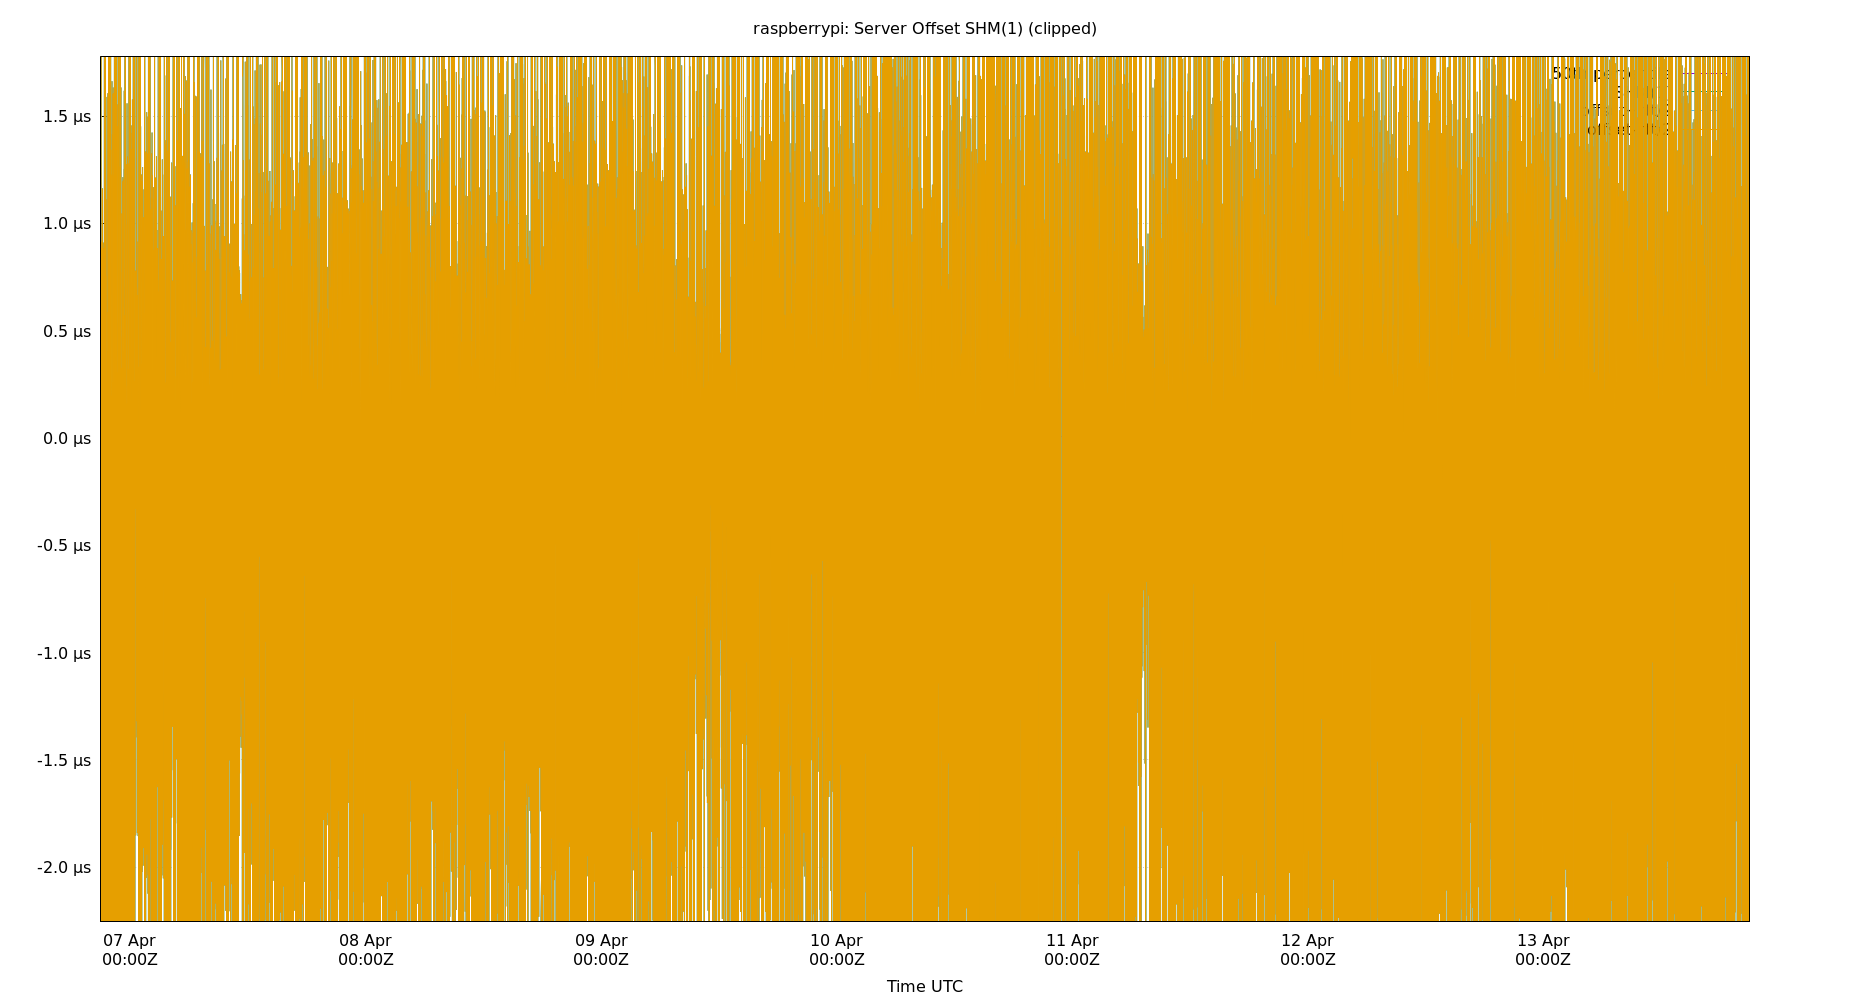 raspberrypi: Server Offset SHM(1) (clipped)
1.5 µs
1.0 µs
0.5 µs
0.0 µs
-0.5 µs
-1.0 µs
-1.5 µs
-2.0 µs
07 Apr 08 Apr 09 Apr 10 Apr 11 Apr 12 Apr 13 Apr
00:00Z 00:00Z 00:00Z 00:00Z 00:00Z 00:00Z 00:00Z
Time UTC